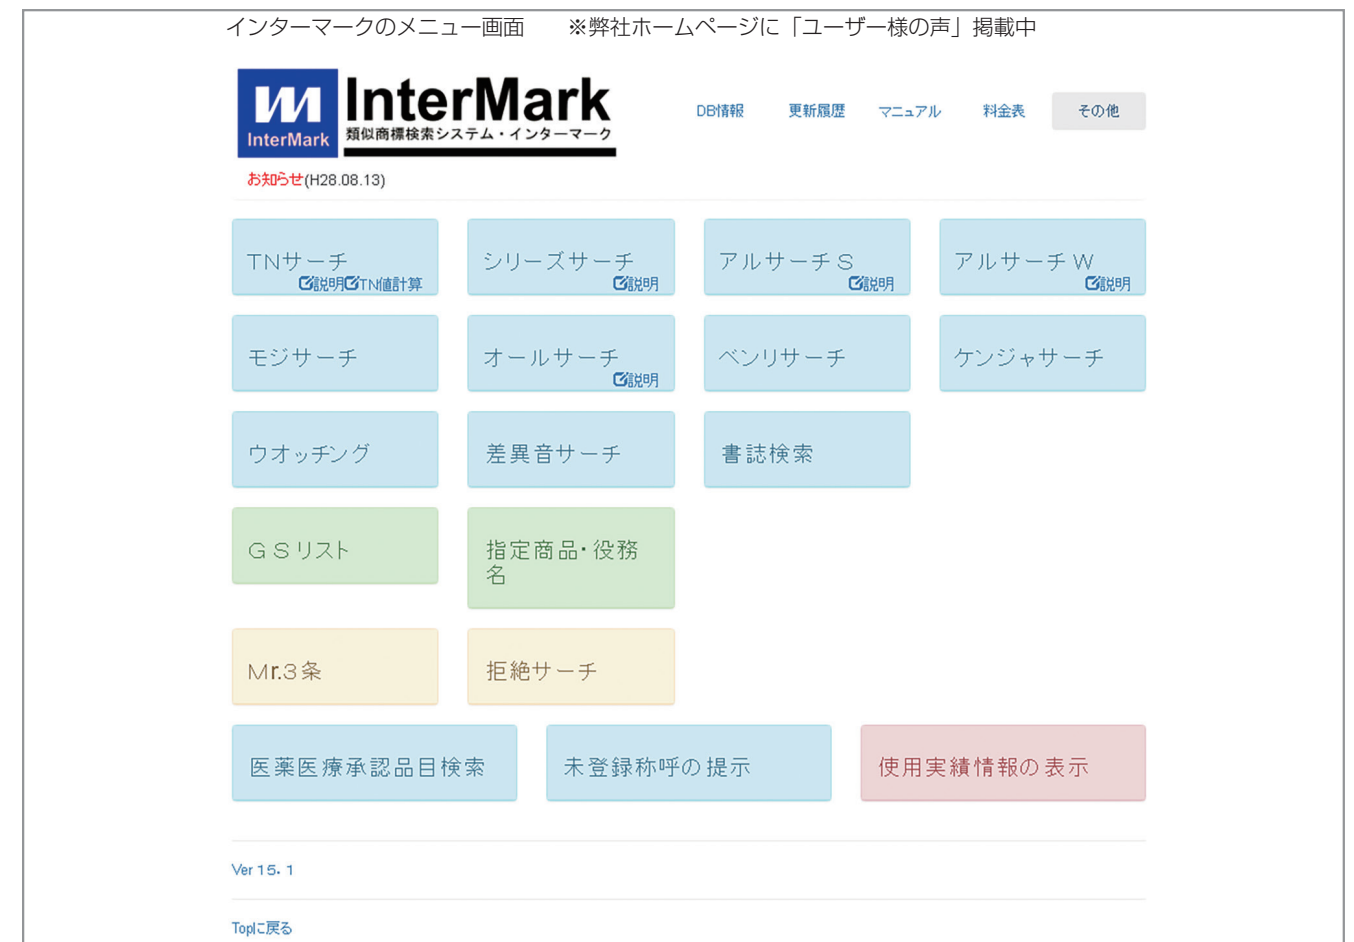 インターマークのメニュー画面　　※弊社ホームページに「ユーザー様の声」掲載中
InterMark
InterMark
類似商標検索システム・インターマーク
DB情報　更新履歴　マニュアル　料金表　その他
お知らせ(H28.08.13)
TNサーチ
説明 TN値計算
シリーズサーチ
説明
アルサーチＳ
説明
アルサーチＷ
説明
モジサーチ
オールサーチ
説明
ベンリサーチ
ケンジャサーチ
ウオッチング
差異音サーチ
書誌検索
ＧＳリスト
指定商品・役務
名
Mr.3条
拒絶サーチ
医薬医療承認品目検索
未登録称呼の提示
使用実績情報の表示
Ver １５．１
Topに戻る